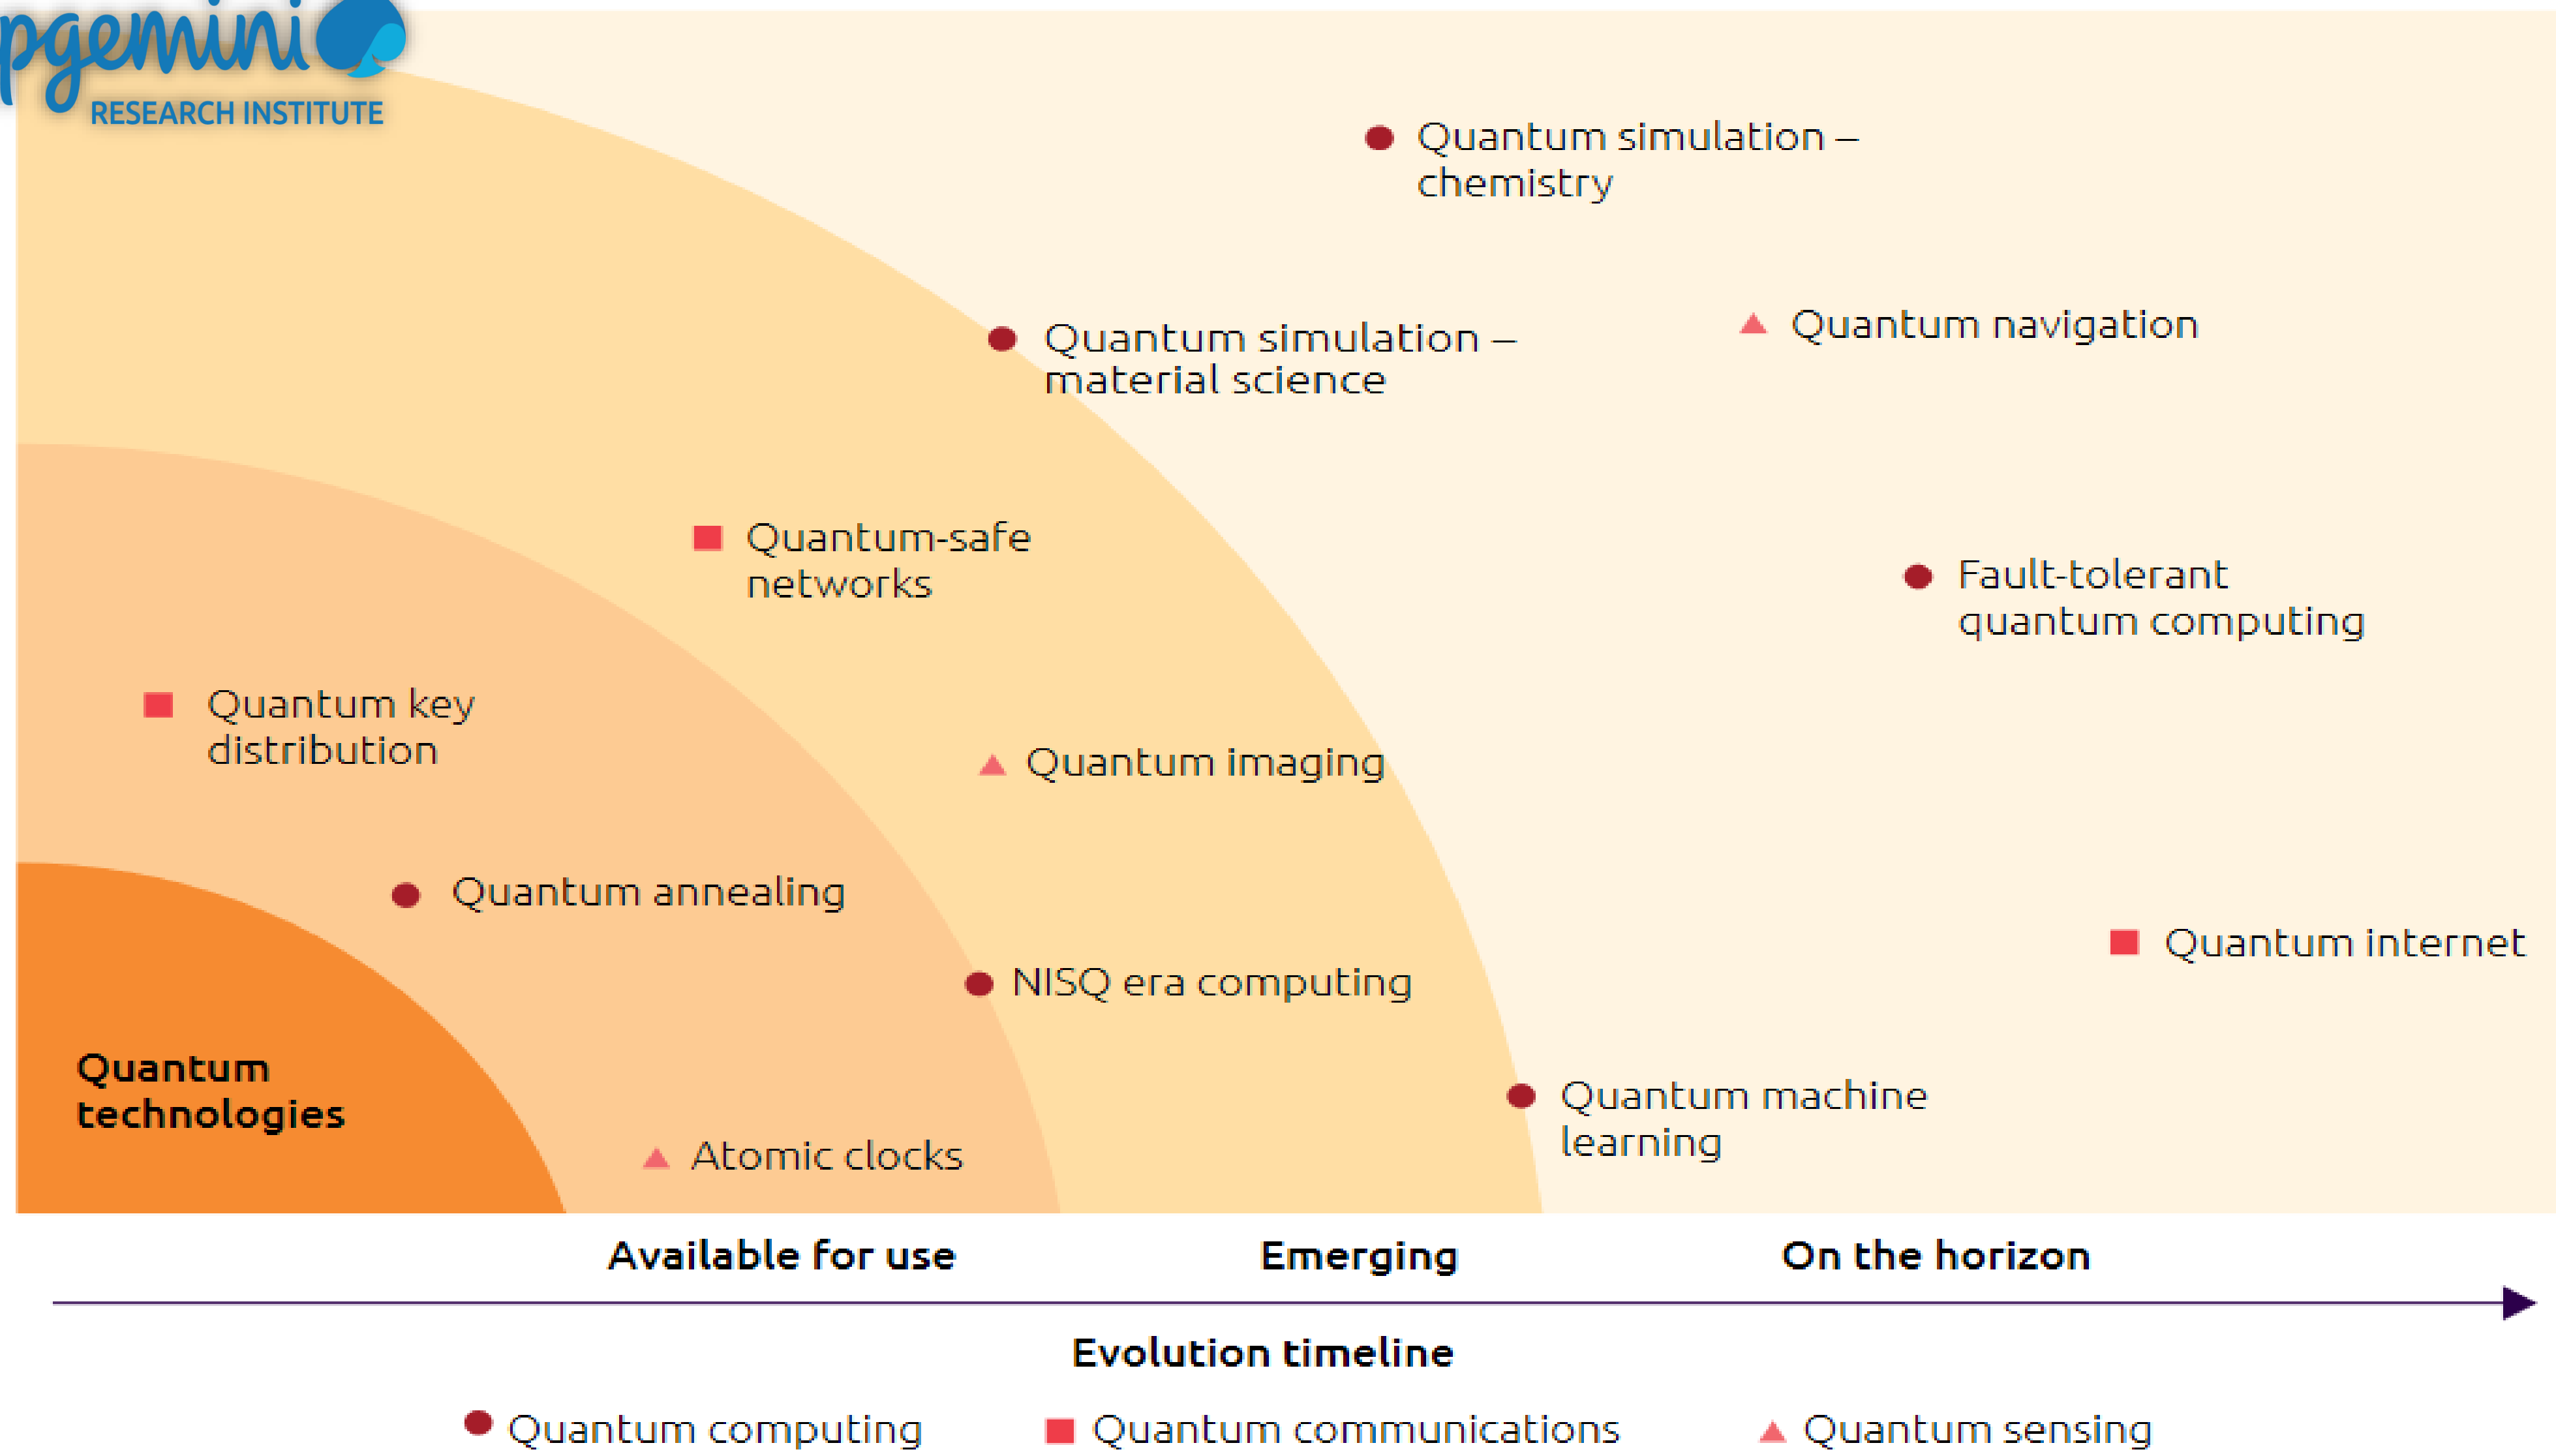 pgemini
RESEARCH INSTITUTE
Quantum simulation –
chemistry
Quantum navigation
Quantum simulation –
material science
Quantum-safe
networks
Fault-tolerant
quantum computing
Quantum key
distribution
Quantum imaging
Quantum annealing
Quantum internet
NISQ era computing
Quantum
technologies
Quantum machine
learning
Atomic clocks
Available for use
Emerging
On the horizon
Evolution timeline
Quantum computing
Quantum communications
Quantum sensing